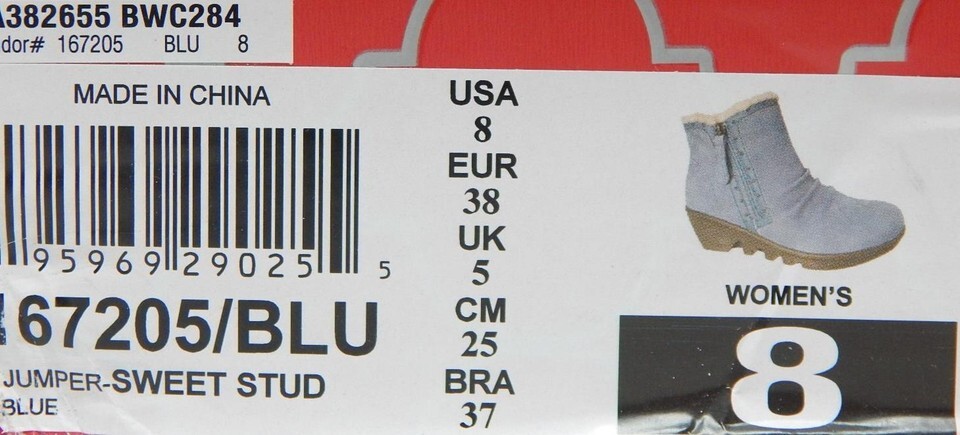 A382655 BWC284
dor# 167205 BLU 8
MADE IN CHINA
95969 29025 5
167205/BLU
JUMPER-SWEET STUD
BLUE
USA
8
EUR
38
UK
5
CM
25
BRA
37
WOMEN'S
8